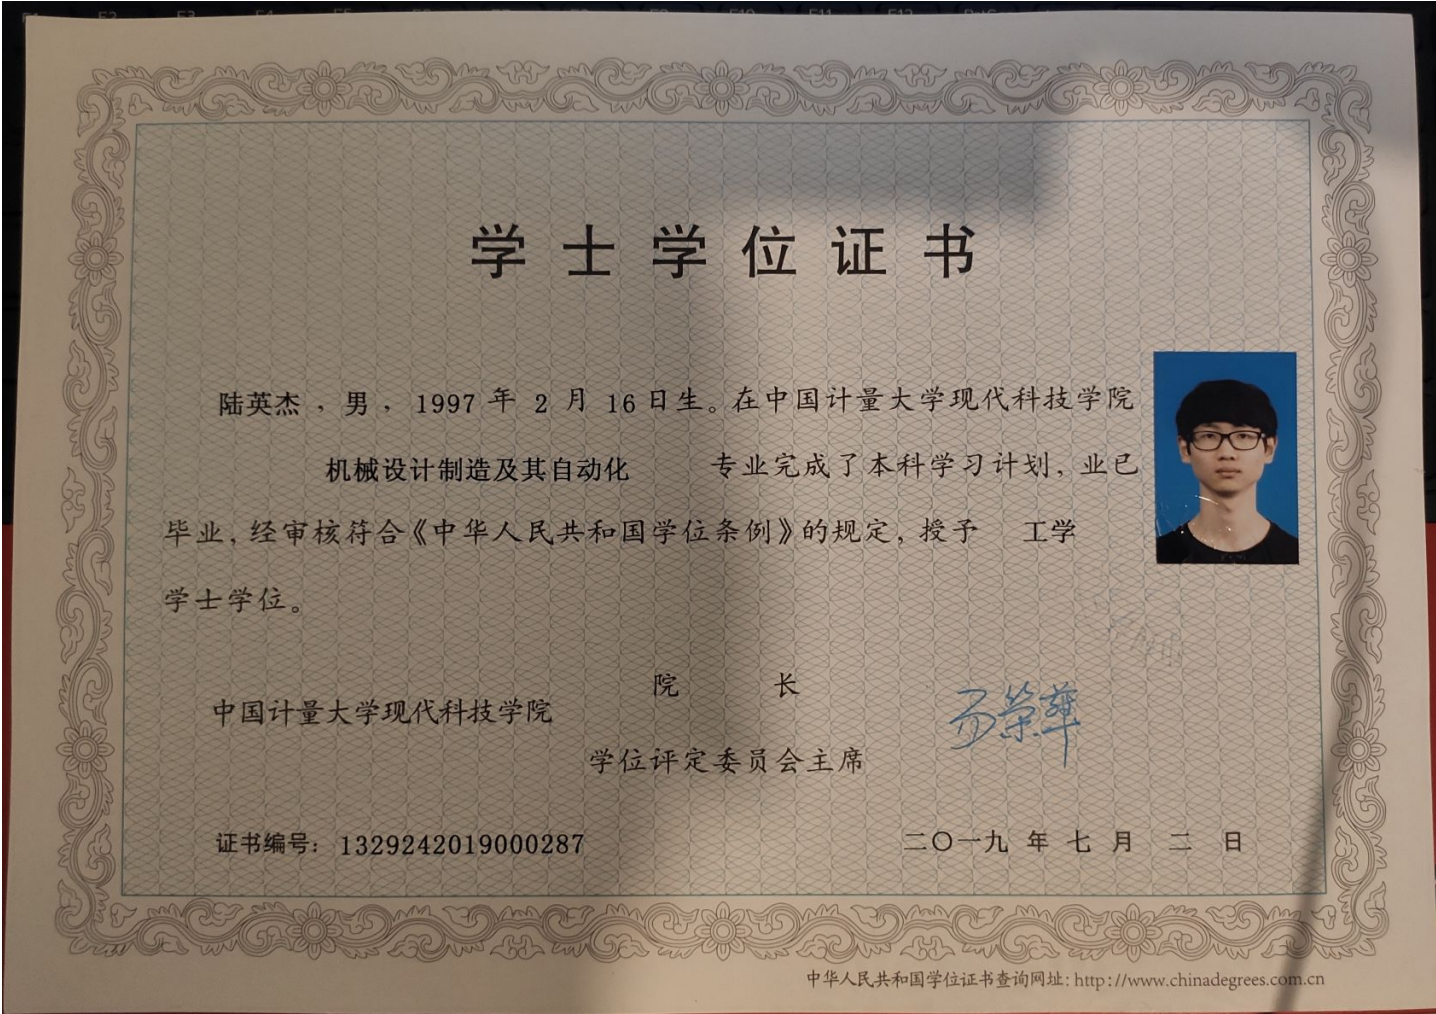 学士学位证书
陆英杰，男，1997年2月16日生。在中国计量大学现代科技学院
机械设计制造及其自动化 专业完成了本科学习计划，业已
毕业，经审核符合《中华人民共和国学位条例》的规定，授予 工学
学士学位。
院 长
中国计量大学现代科技学院
学位评定委员会主席
证书编号：1329242019000287
二〇一九年七月二日
中华人民共和国学位证书查询网址：http://www.chinadegrees.com.cn